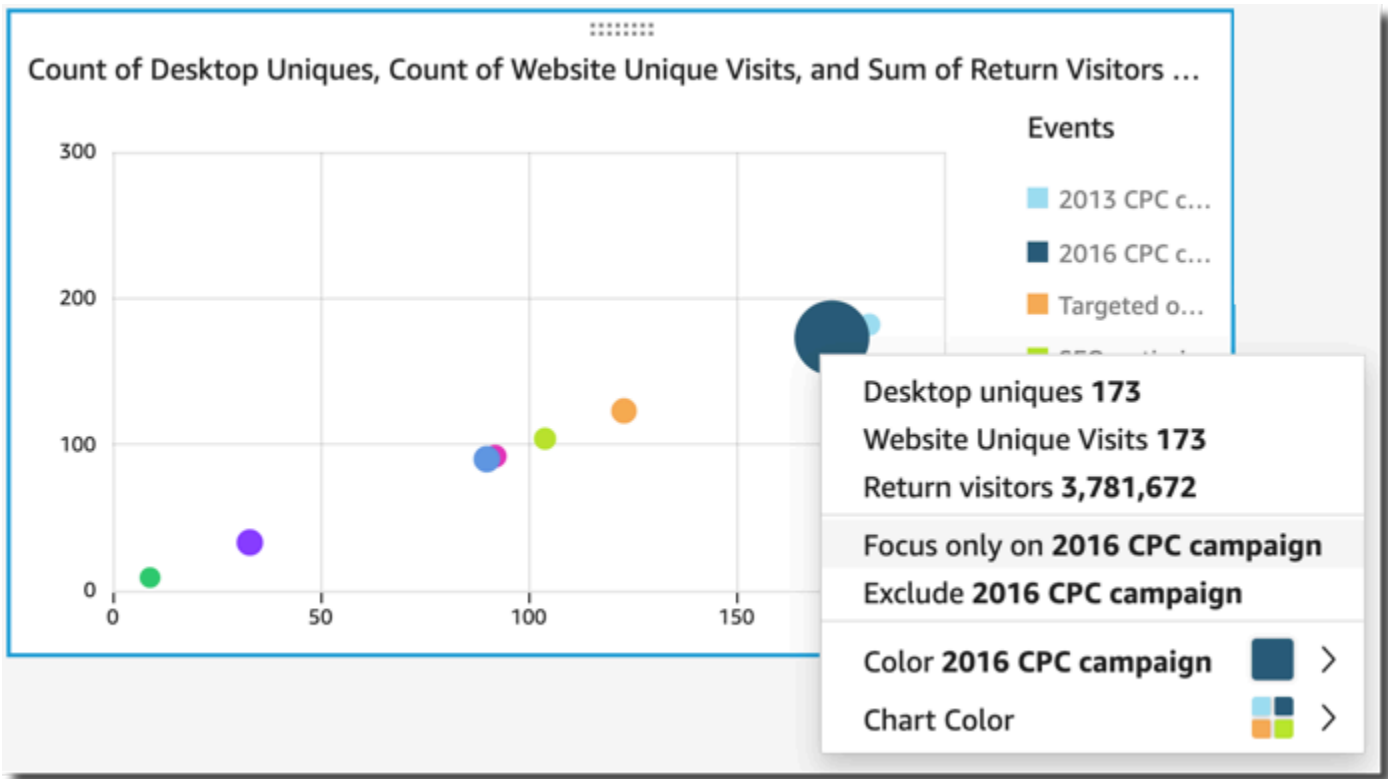 Count of Desktop Uniques, Count of Website Unique Visits, and Sum of Return Visitors ...
Events
2013 CPC c...
2016 CPC c...
Targeted o...
300
200
100
0
0
50
100
150
Desktop uniques 173
Website Unique Visits 173
Return visitors 3,781,672
Focus only on 2016 CPC campaign
Exclude 2016 CPC campaign
Color 2016 CPC campaign
Chart Color